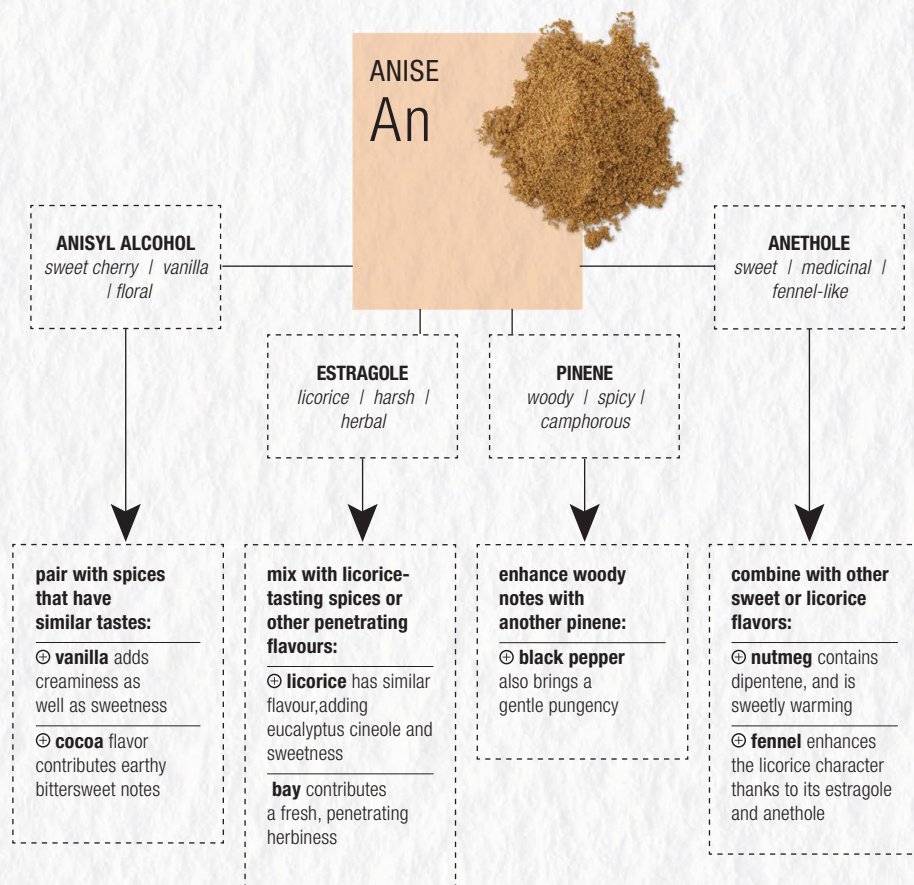 ANISE
An
ANISYL ALCOHOL
sweet cherry | vanilla
| floral
ANETHOLE
sweet | medicinal |
fennel-like
ESTRAGOLE
licorice | harsh |
herbal
PINENE
woody | spicy |
camphorous
pair with spices
that have
similar tastes:
⊕ vanilla adds
creaminess as
well as sweetness
⊕ cocoa flavor
contributes earthy
bittersweet notes
mix with licorice-
tasting spices or
other penetrating
flavours:
⊕ licorice has similar
flavour,adding
eucalyptus cineole and
sweetness
bay contributes
a fresh, penetrating
herbiness
enhance woody
notes with
another pinene:
⊕ black pepper
also brings a
gentle pungency
combine with other
sweet or licorice
flavors:
⊕ nutmeg contains
dipentene, and is
sweetly warming
⊕ fennel enhances
the licorice character
thanks to its estragole
and anethole